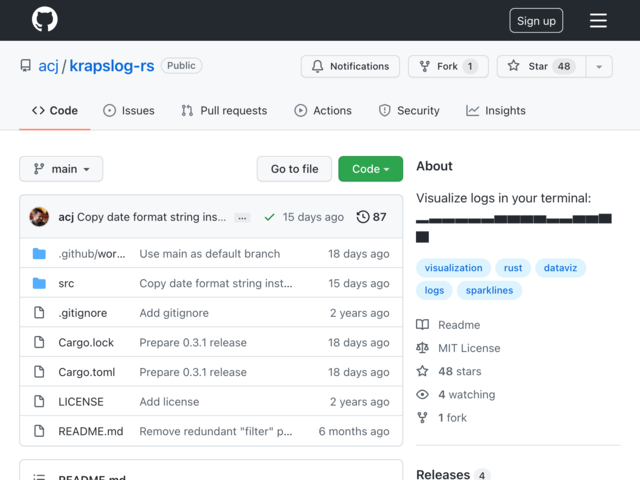 Sign up
acj / krapslog-rs Public
Notifications Fork 1 Star 48
Code Issues Pull requests Actions Security Insights
main Go to file Code
acj Copy date format string ins... ... 15 days ago 87
.github/wor... Use main as default branch 18 days ago
src Copy date format string inst... 15 days ago
.gitignore Add gitignore 2 years ago
Cargo.lock Prepare 0.3.1 release 18 days ago
Cargo.toml Prepare 0.3.1 release 18 days ago
LICENSE Add license 2 years ago
README.md Remove redundant "filter" p... 6 months ago
README.md
About
Visualize logs in your terminal:
▂▃▃▃▃▃▅▅▅▅▃▃▅▅▇
▇
visualization rust dataviz
logs sparklines
Readme
MIT License
48 stars
4 watching
1 fork
Releases 4